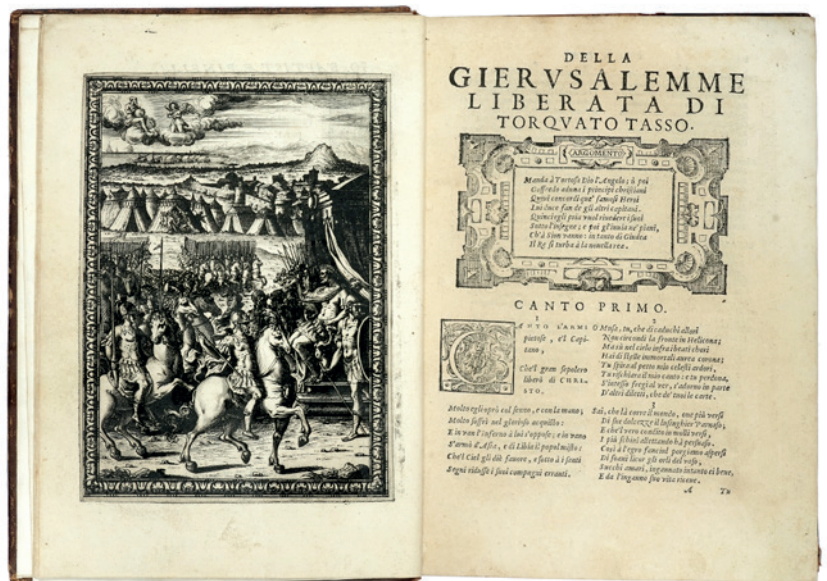 DELLA
GIERVSALEMME
LIBERATA DI
TORQVATO TASSO.
ARGOMENTO
Manda à Tortosa Dio l'Angelo; ù poi
Goffredo aduna i principi christiani
Quiui concordi que' famosi Heroi
Lui duce fan de gli altri capitani.
Quinci egli pria vuol riuedere i suoi
Sotto l'insegne; e poi gl'inuia ne' piani,
Ch'à Sion vanno: in tanto di Giudea
Il Re si turba à la nouella rea.
CANTO PRIMO.
1
CANTO L'ARMI
pietose, e'l Capi-
tano,
Che'l gran sepolcro
liberò di CHRI-
STO.
Molto egli oprò col senno, e con la mano;
Molto soffrì nel glorioso acquisto:
E in van l'Inferno à lui s'oppose; e in vano
S'armò d'Asia, e di Libia il popol misto:
Che'l Ciel gli diè fauore, e sotto à i santi
Segni ridusse i suoi compagni erranti.
2
O Musa, tu, che di caduchi allori
Non circondi la fronte in Helicona;
Ma sù nel cielo infra i beati chori
Hai di stelle immortali aurea corona;
Tu spira al petto mio celesti ardori,
Tu rischiara il mio canto: e tu perdona,
S'intesso fregi al ver, s'adorno in parte
D'altri diletti, che de' tuoi le carte.
3
Sai, che là corre il mondo, oue più versi
Di sue dolcezze il lusinghier Parnaso;
E che'l vero condito in molli versi,
I più schiui allettando hà persuaso.
Così à l'egro fanciul porgiamo aspersi
Di soaui licor gli orli del vaso,
Succhi amari, ingannato intanto ei beue,
E da l'inganno suo vita riceue.
A Tu